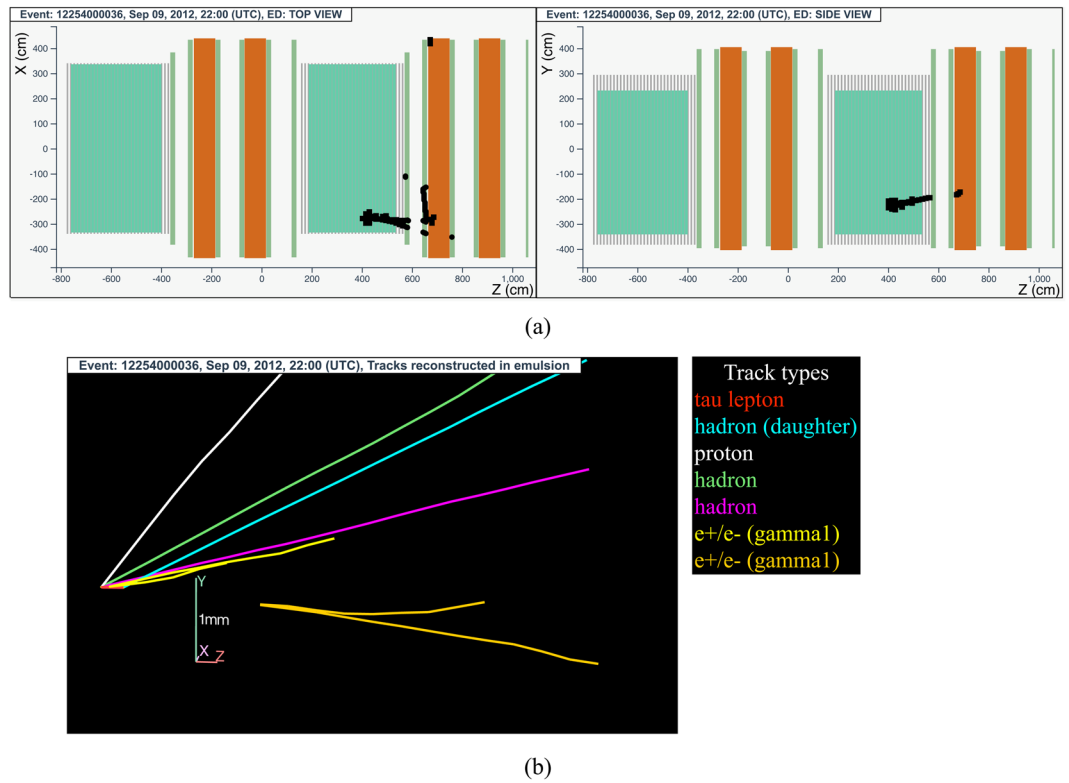 Event: 12254000036, Sep 09, 2012, 22:00 (UTC), ED: TOP VIEW
X (cm)
400
300
200
100
0
-100
-200
-300
-400
-800
-600
-400
-200
0
200
400
600
800
1,000
Z (cm)
Event: 12254000036, Sep 09, 2012, 22:00 (UTC), ED: SIDE VIEW
Y (cm)
400
300
200
100
0
-100
-200
-300
-400
-800
-600
-400
-200
0
200
400
600
800
1,000
Z (cm)
(a)
Event: 12254000036, Sep 09, 2012, 22:00 (UTC), Tracks reconstructed in emulsion
Y
1mm
X
Z
Track types
tau lepton
hadron (daughter)
proton
hadron
hadron
e+/e- (gamma1)
e+/e- (gamma1)
(b)